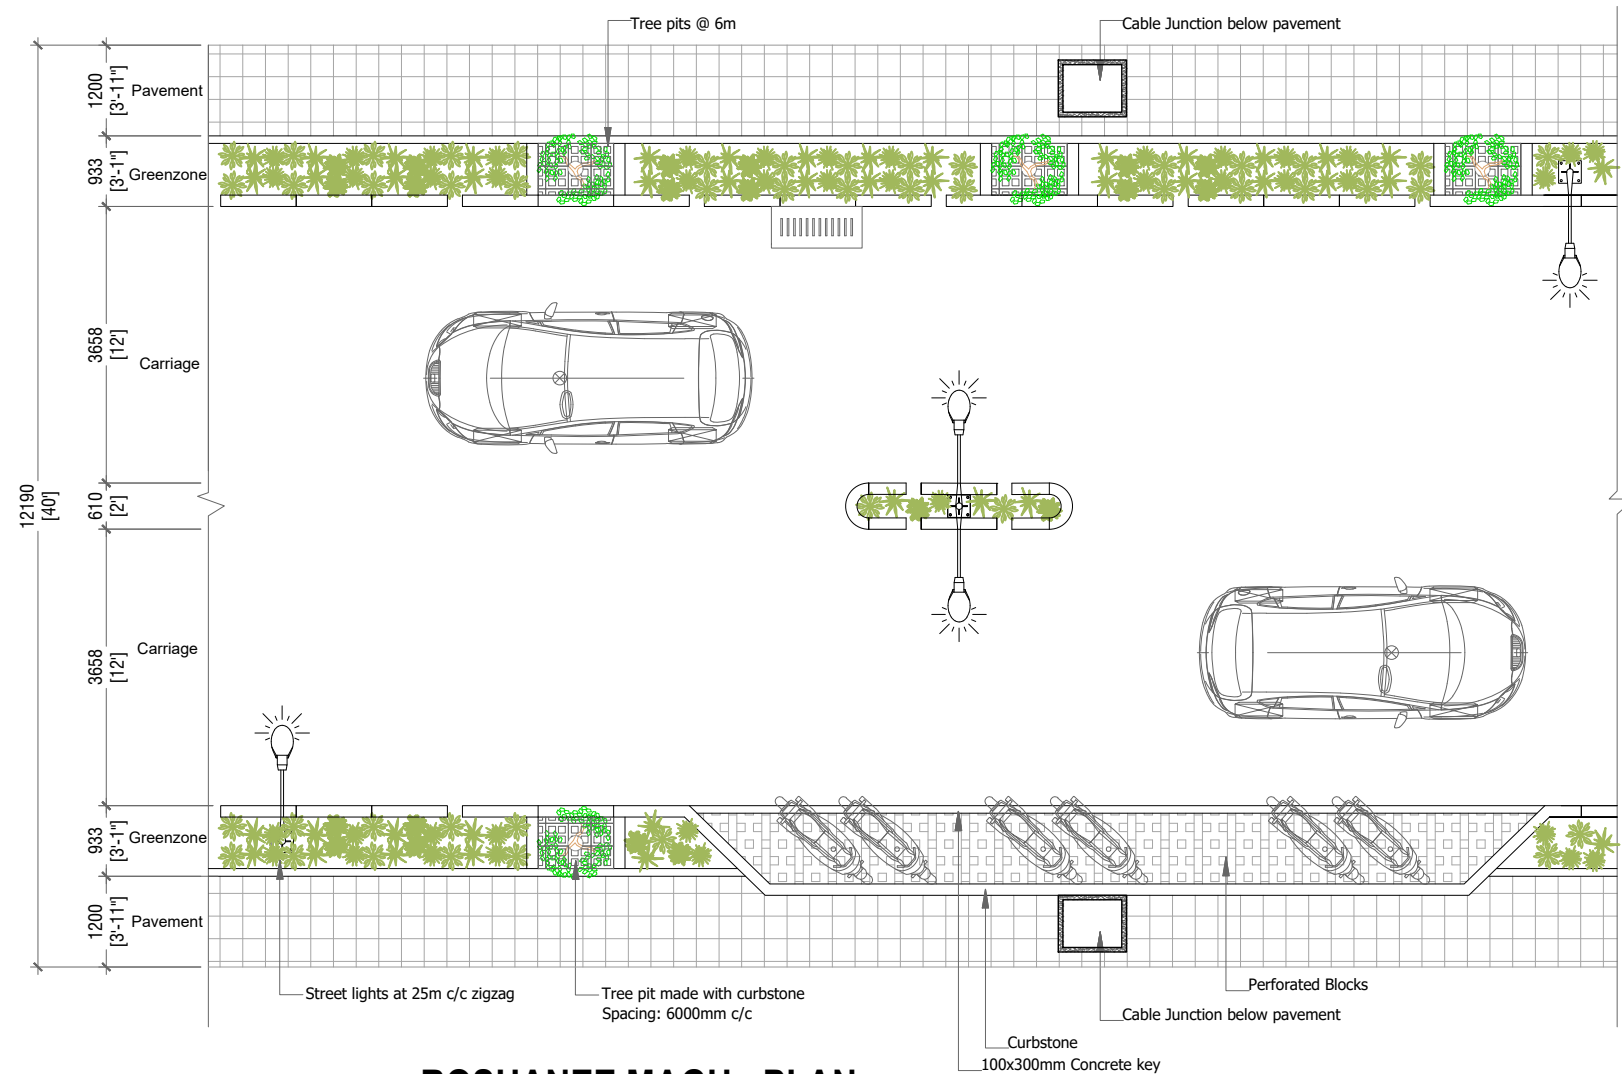 Tree pits @ 6m
Cable Junction below pavement
1200
[3'-11"]
Pavement
933
[3'-1"]
Greenzone
3658
[12']
Carriage
12190
[40']
610
[2']
3658
[12']
Carriage
933
[3'-1"]
Greenzone
1200
[3'-11"]
Pavement
Street lights at 25m c/c zigzag
Tree pit made with curbstone
Spacing: 6000mm c/c
Perforated Blocks
Cable Junction below pavement
Curbstone
100x300mm Concrete key
PLAN